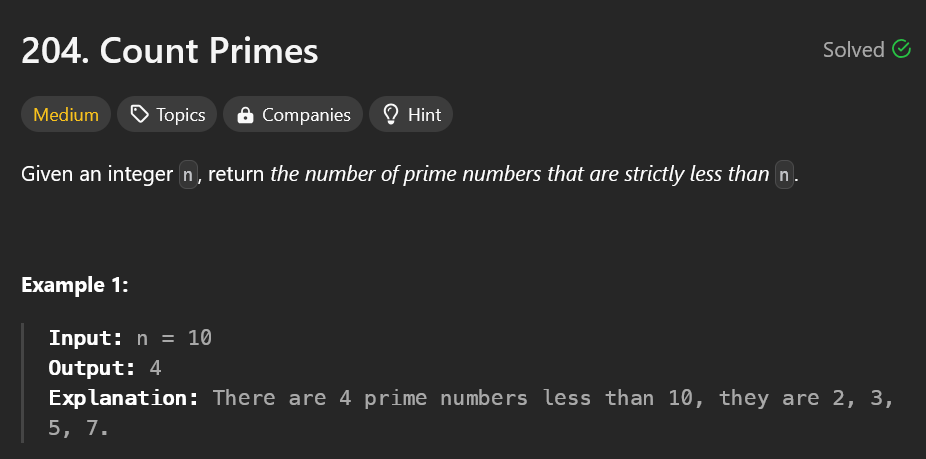 204. Count Primes
Solved
Medium Topics Companies Hint
Given an integer n, return the number of prime numbers that are strictly less than n.
Example 1:
Input: n = 10
Output: 4
Explanation: There are 4 prime numbers less than 10, they are 2, 3,
5, 7.